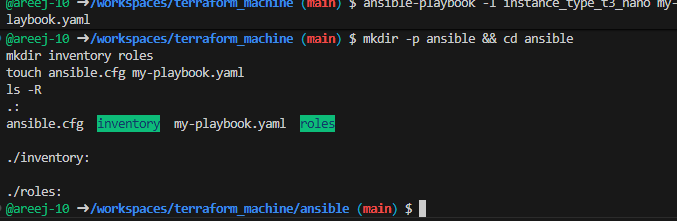 @areej-10 ➜/workspaces/terraform_machine (main) $ ansible-playbook -l instance_type_t3_nano my-p
laybook.yaml
@areej-10 ➜/workspaces/terraform_machine (main) $ mkdir -p ansible && cd ansible
mkdir inventory roles
touch ansible.cfg my-playbook.yaml
ls -R
.:
ansible.cfg  inventory  my-playbook.yaml  roles
./inventory:
./roles:
@areej-10 ➜/workspaces/terraform_machine/ansible (main) $